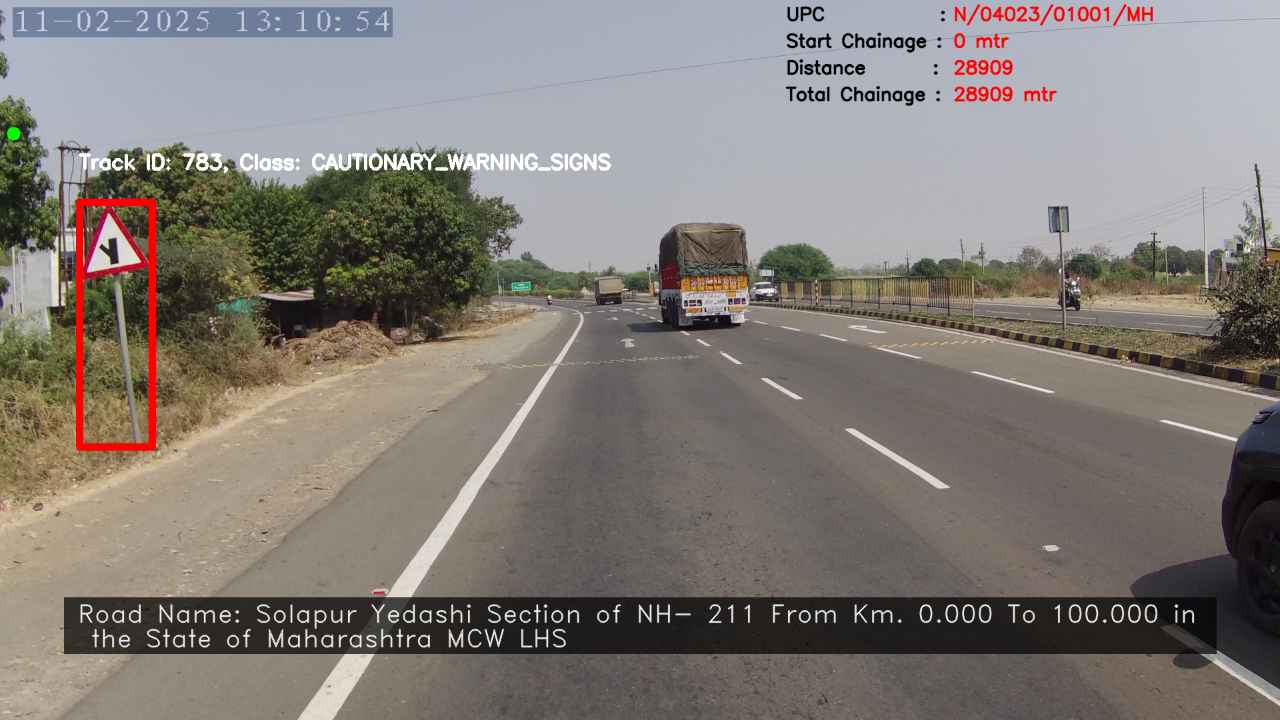 11-02-2025 13:10:54
UPC : N/04023/01001/MH
Start Chainage : 0 mtr
Distance : 28909
Total Chainage : 28909 mtr
Track ID: 783, Class: CAUTIONARY_WARNING_SIGNS
Road Name: Solapur Yedashi Section of NH- 211 From Km. 0.000 To 100.000 in
the State of Maharashtra MCW LHS